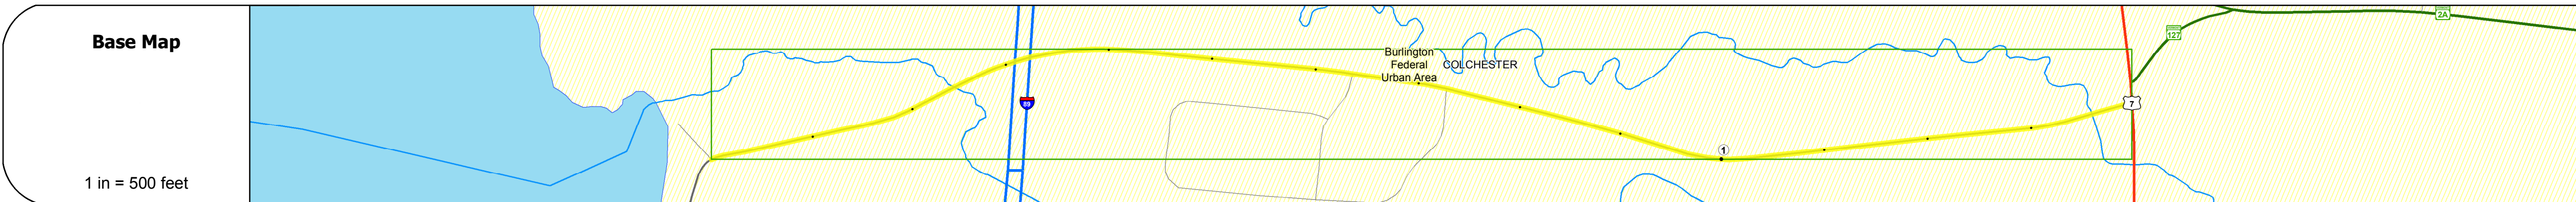 Base Map
1 in = 500 feet
89
Burlington
Federal
Urban Area
COLCHESTER
1
7
127
2A